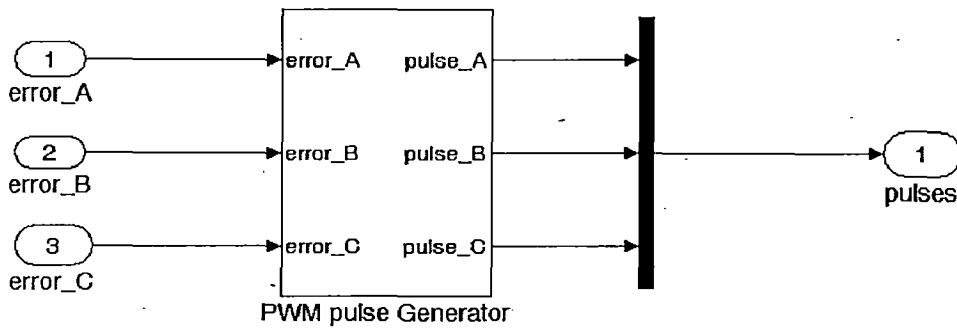 1
error_A
error_A
pulse_A
2
error_B
error_B
pulse_B
1
pulses
3
error_C
error_C
pulse_C
PWM pulse Generator